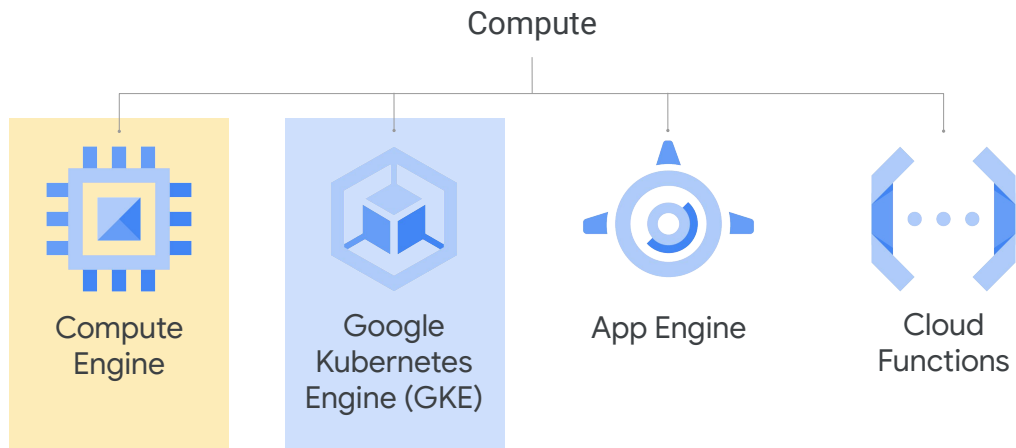 Compute
Compute
Engine
Google
Kubernetes
Engine (GKE)
App Engine
Cloud
Functions